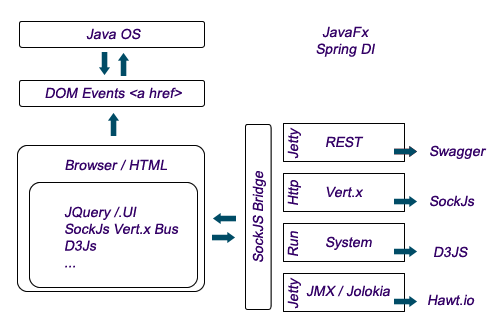 Java OS
JavaFx
Spring DI
DOM Events <a href>
Browser / HTML
JQuery /.UI
SockJs Vert.x Bus
D3Js
...
SockJS Bridge
Jetty
REST
Swagger
Http
Vert.x
SockJs
Run
System
D3JS
Jetty
JMX / Jolokia
Hawt.io